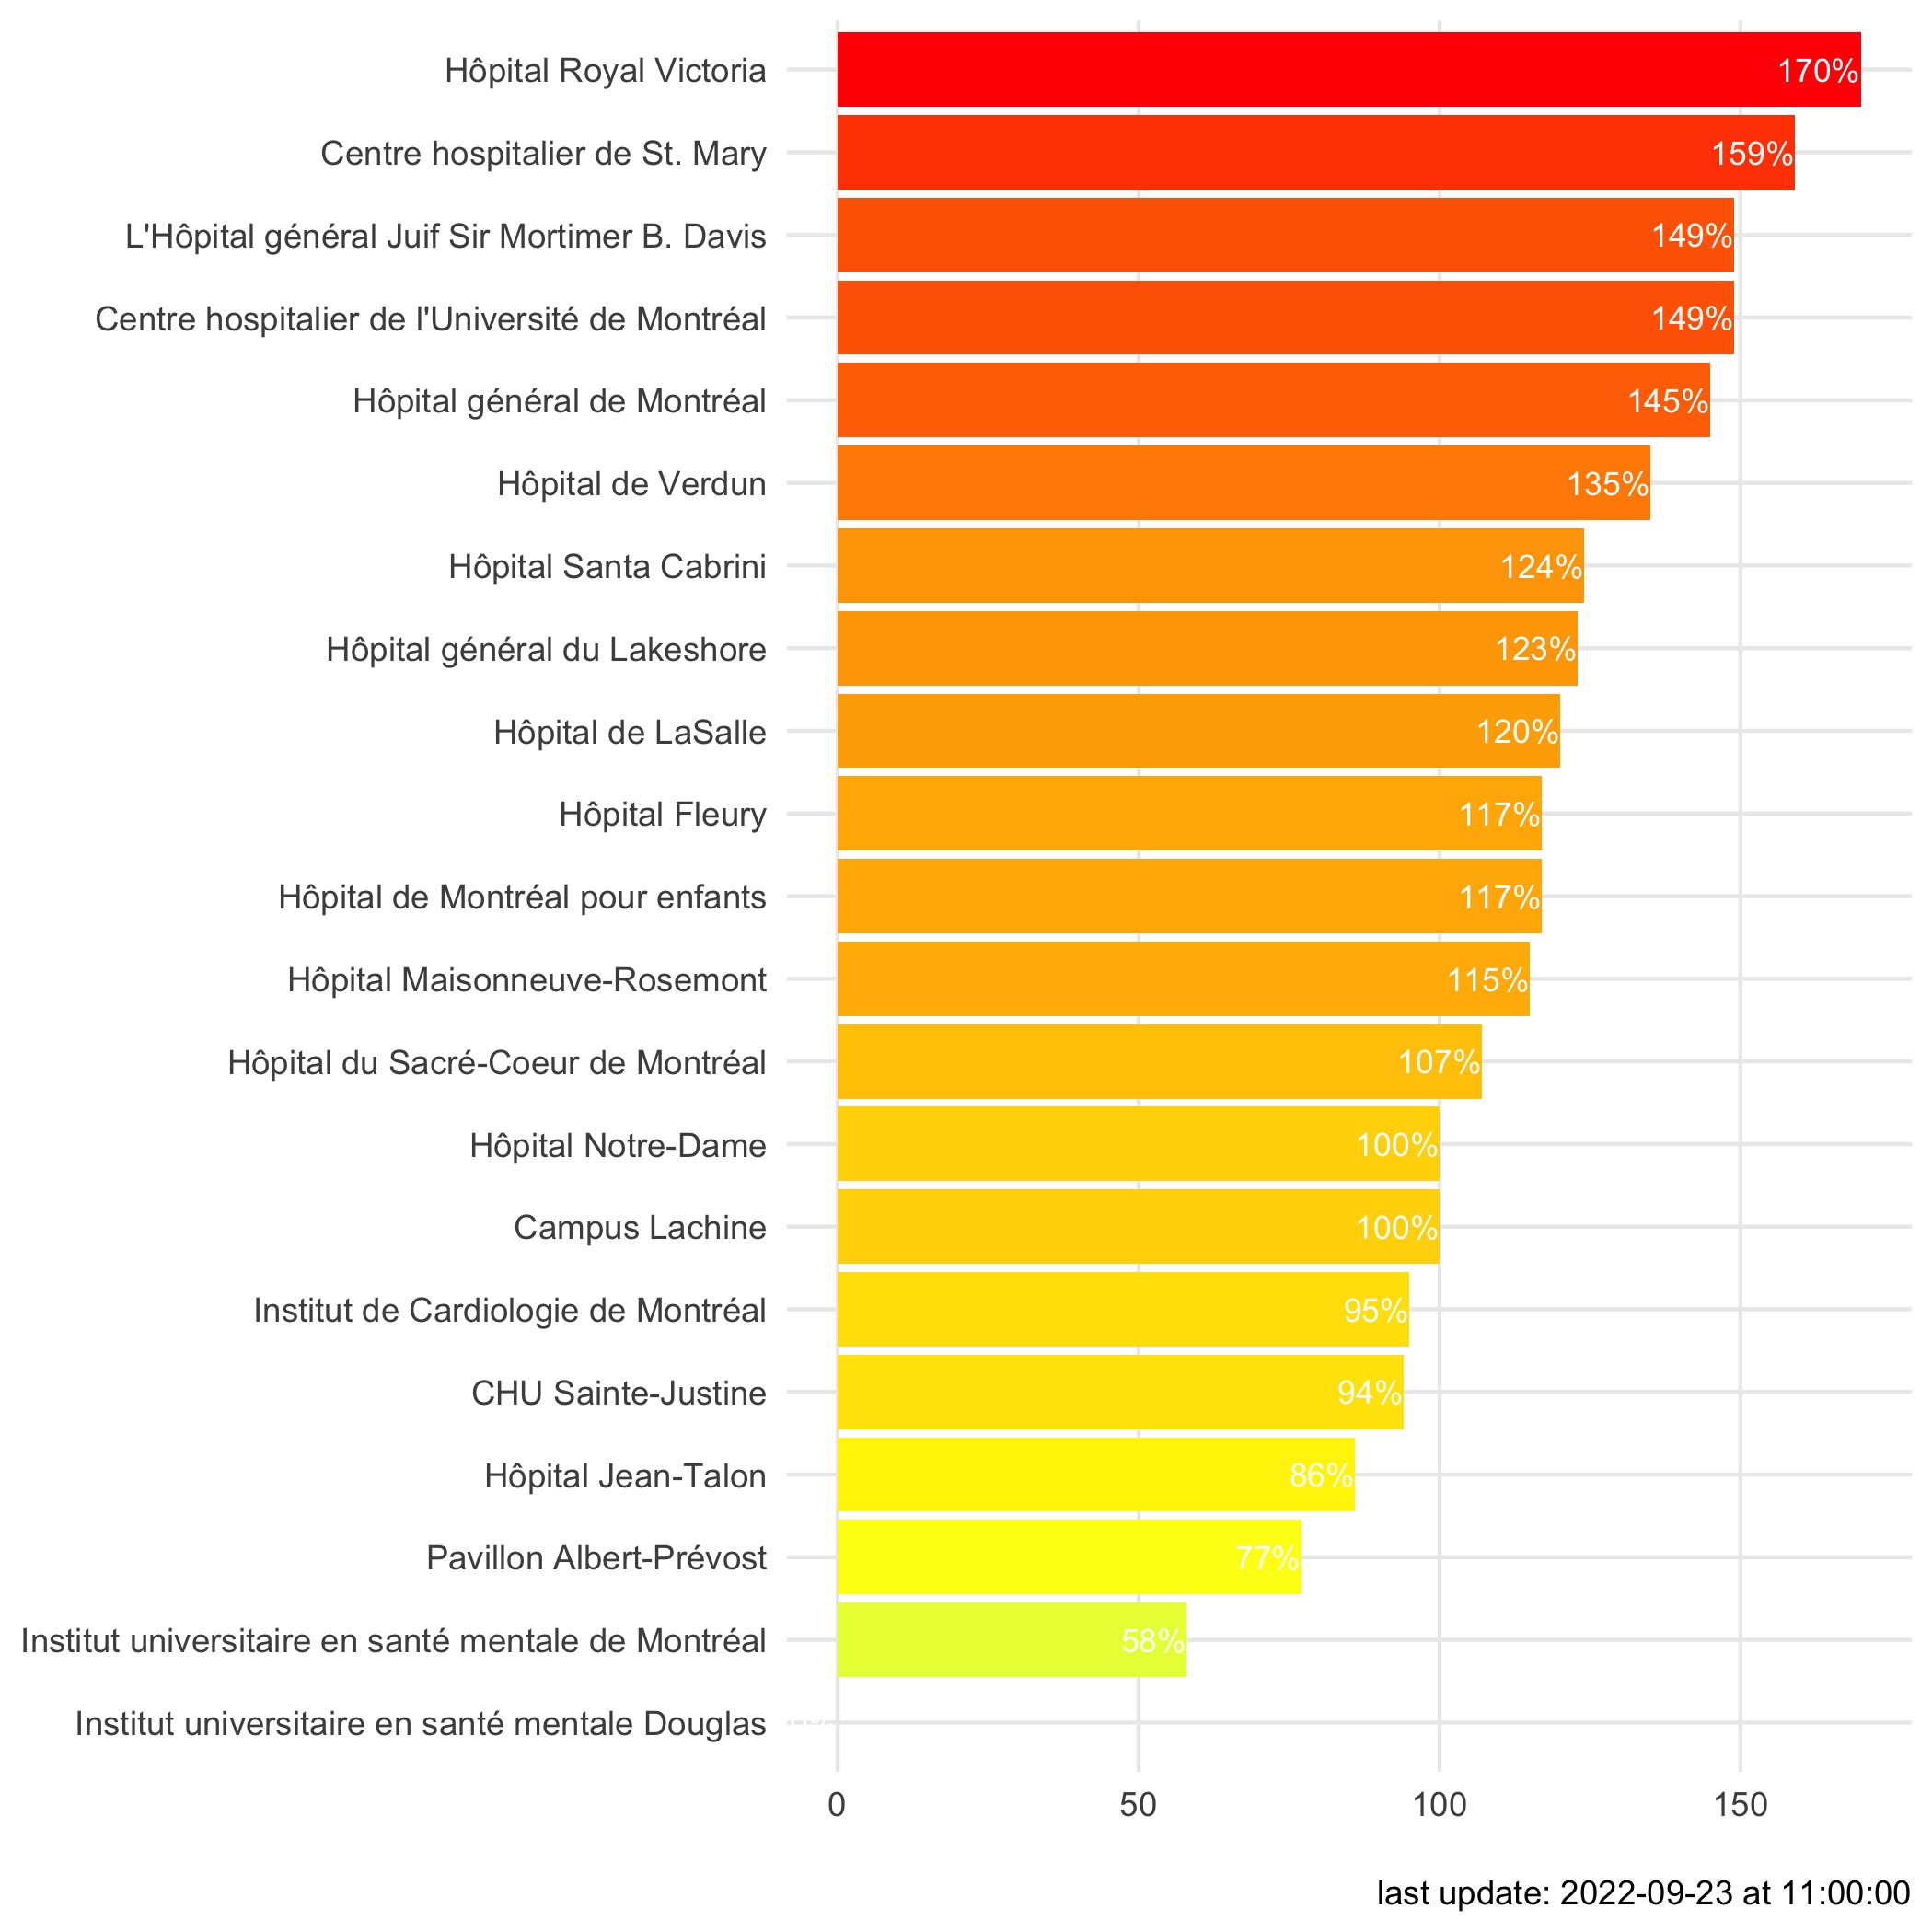 Hôpital Royal Victoria 170%
Centre hospitalier de St. Mary 159%
L'Hôpital général Juif Sir Mortimer B. Davis 149%
Centre hospitalier de l'Université de Montréal 149%
Hôpital général de Montréal 145%
Hôpital de Verdun 135%
Hôpital Santa Cabrini 124%
Hôpital général du Lakeshore 123%
Hôpital de LaSalle 120%
Hôpital Fleury 117%
Hôpital de Montréal pour enfants 117%
Hôpital Maisonneuve-Rosemont 115%
Hôpital du Sacré-Coeur de Montréal 107%
Hôpital Notre-Dame 100%
Campus Lachine 100%
Institut de Cardiologie de Montréal 95%
CHU Sainte-Justine 94%
Hôpital Jean-Talon 86%
Pavillon Albert-Prévost 77%
Institut universitaire en santé mentale de Montréal 58%
Institut universitaire en santé mentale Douglas
0 50 100 150
last update: 2022-09-23 at 11:00:00